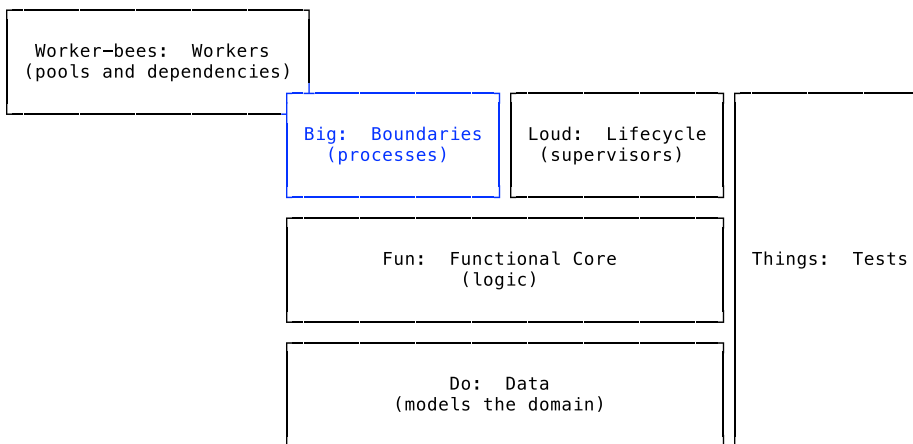 Worker-bees:  Workers
(pools and dependencies)
Big:  Boundaries
(processes)
Loud:  Lifecycle
(supervisors)
Fun:  Functional Core
(logic)
Things:  Tests
Do:  Data
(models the domain)